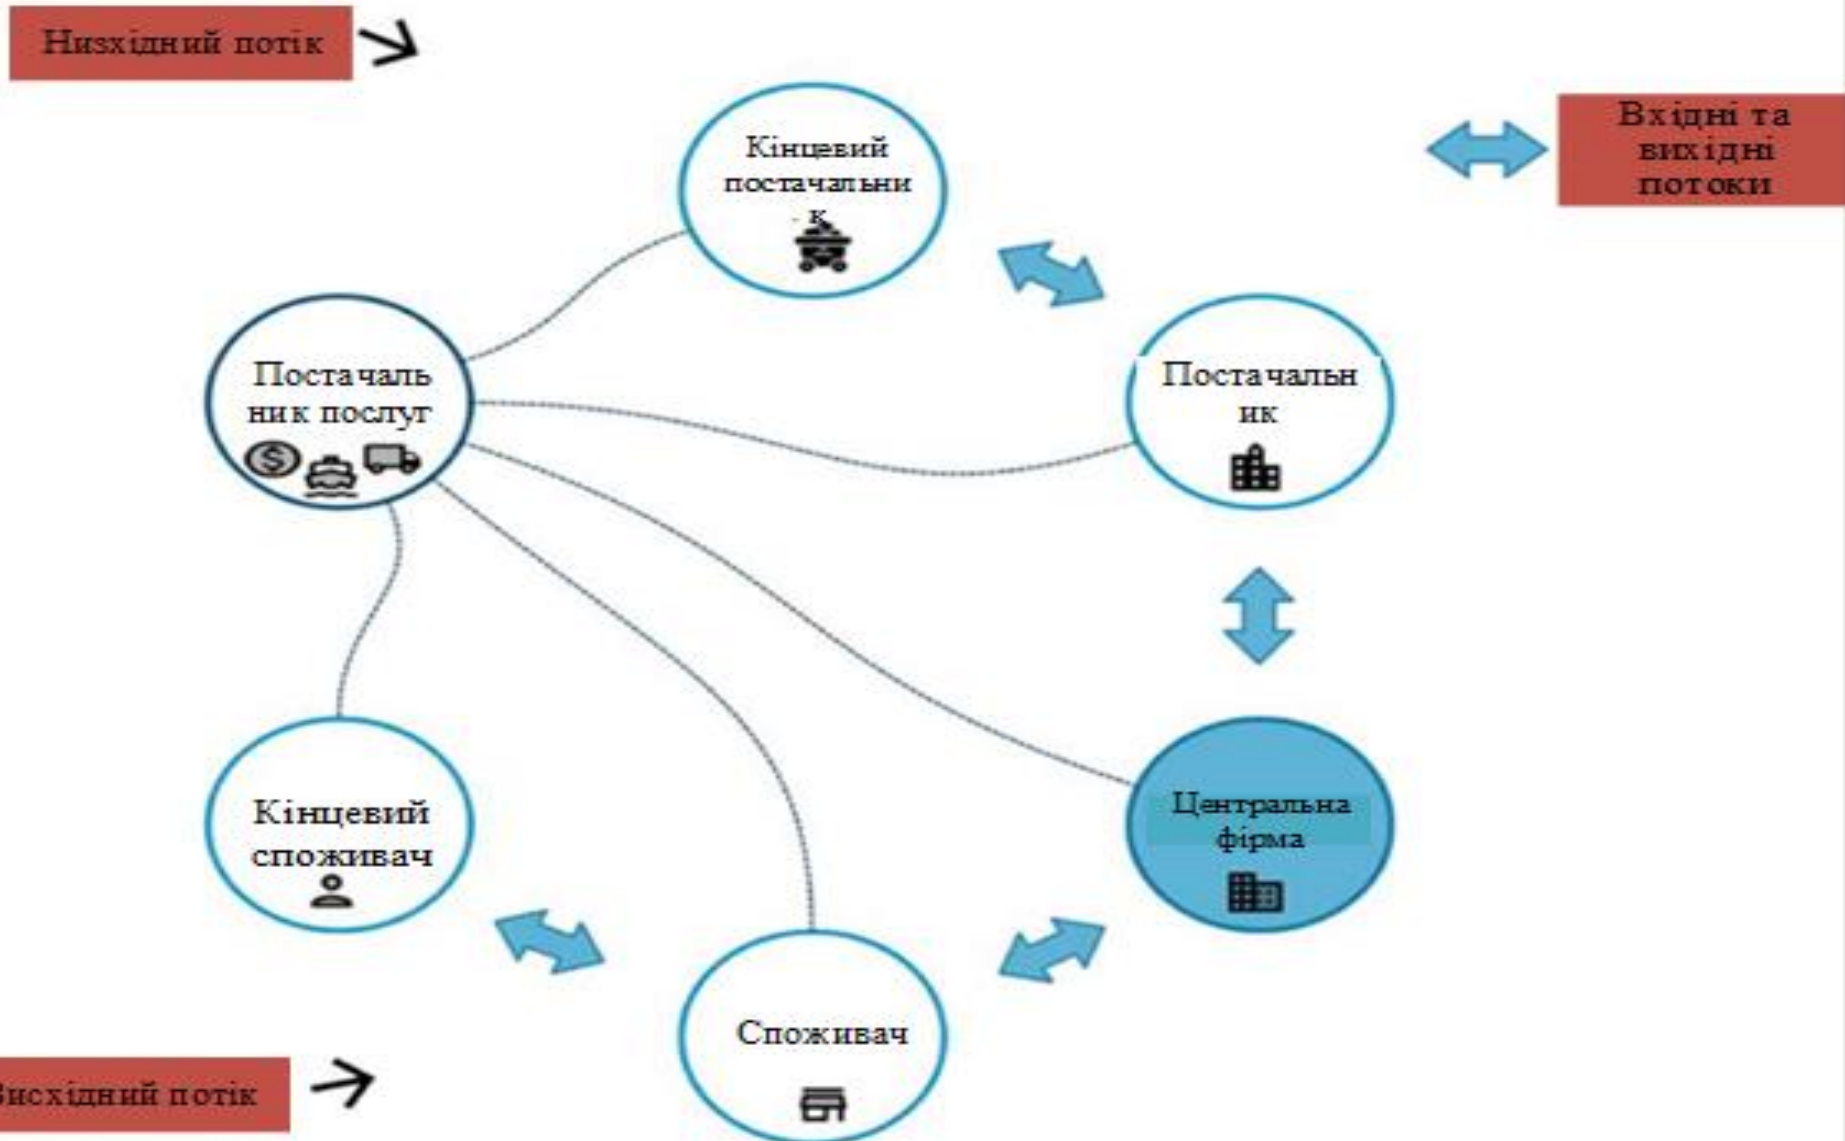 Низхідний потік
Вхідні та
вихідні
потоки
Кінцевий
постачальни
к
Постачаль
ник послуг
Постачальн
ик
Кінцевий
споживач
Центральна
фірма
Споживач
Висхідний потік